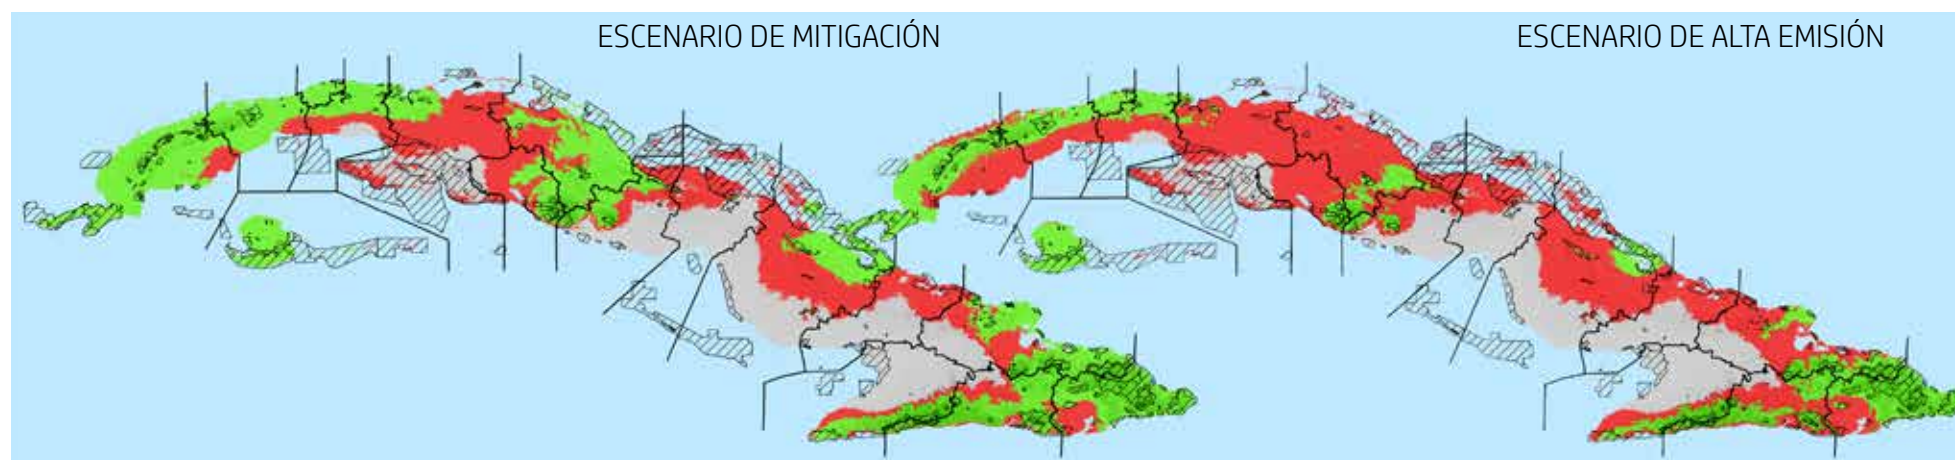 ESCENARIO DE MITIGACIÓN
ESCENARIO DE ALTA EMISIÓN